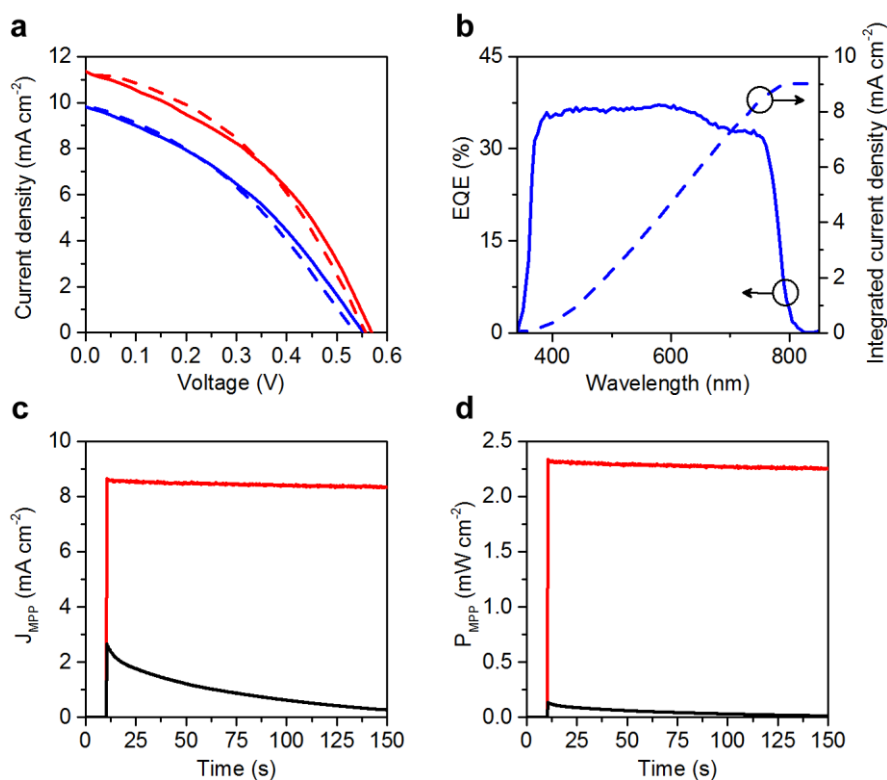 a
12
10
8
6
4
2
0
0.0 0.1 0.2 0.3 0.4 0.5 0.6
Voltage (V)
Current density (mA cm-2)
b
45
30
15
0
10
8
6
4
2
0
400 600 800
Wavelength (nm)
EQE (%)
Integrated current density (mA cm-2)
c
10
8
6
4
2
0
0 25 50 75 100 125 150
Time (s)
JMPP (mA cm-2)
d
2.5
2.0
1.5
1.0
0.5
0.0
0 25 50 75 100 125 150
Time (s)
PMPP (mW cm-2)